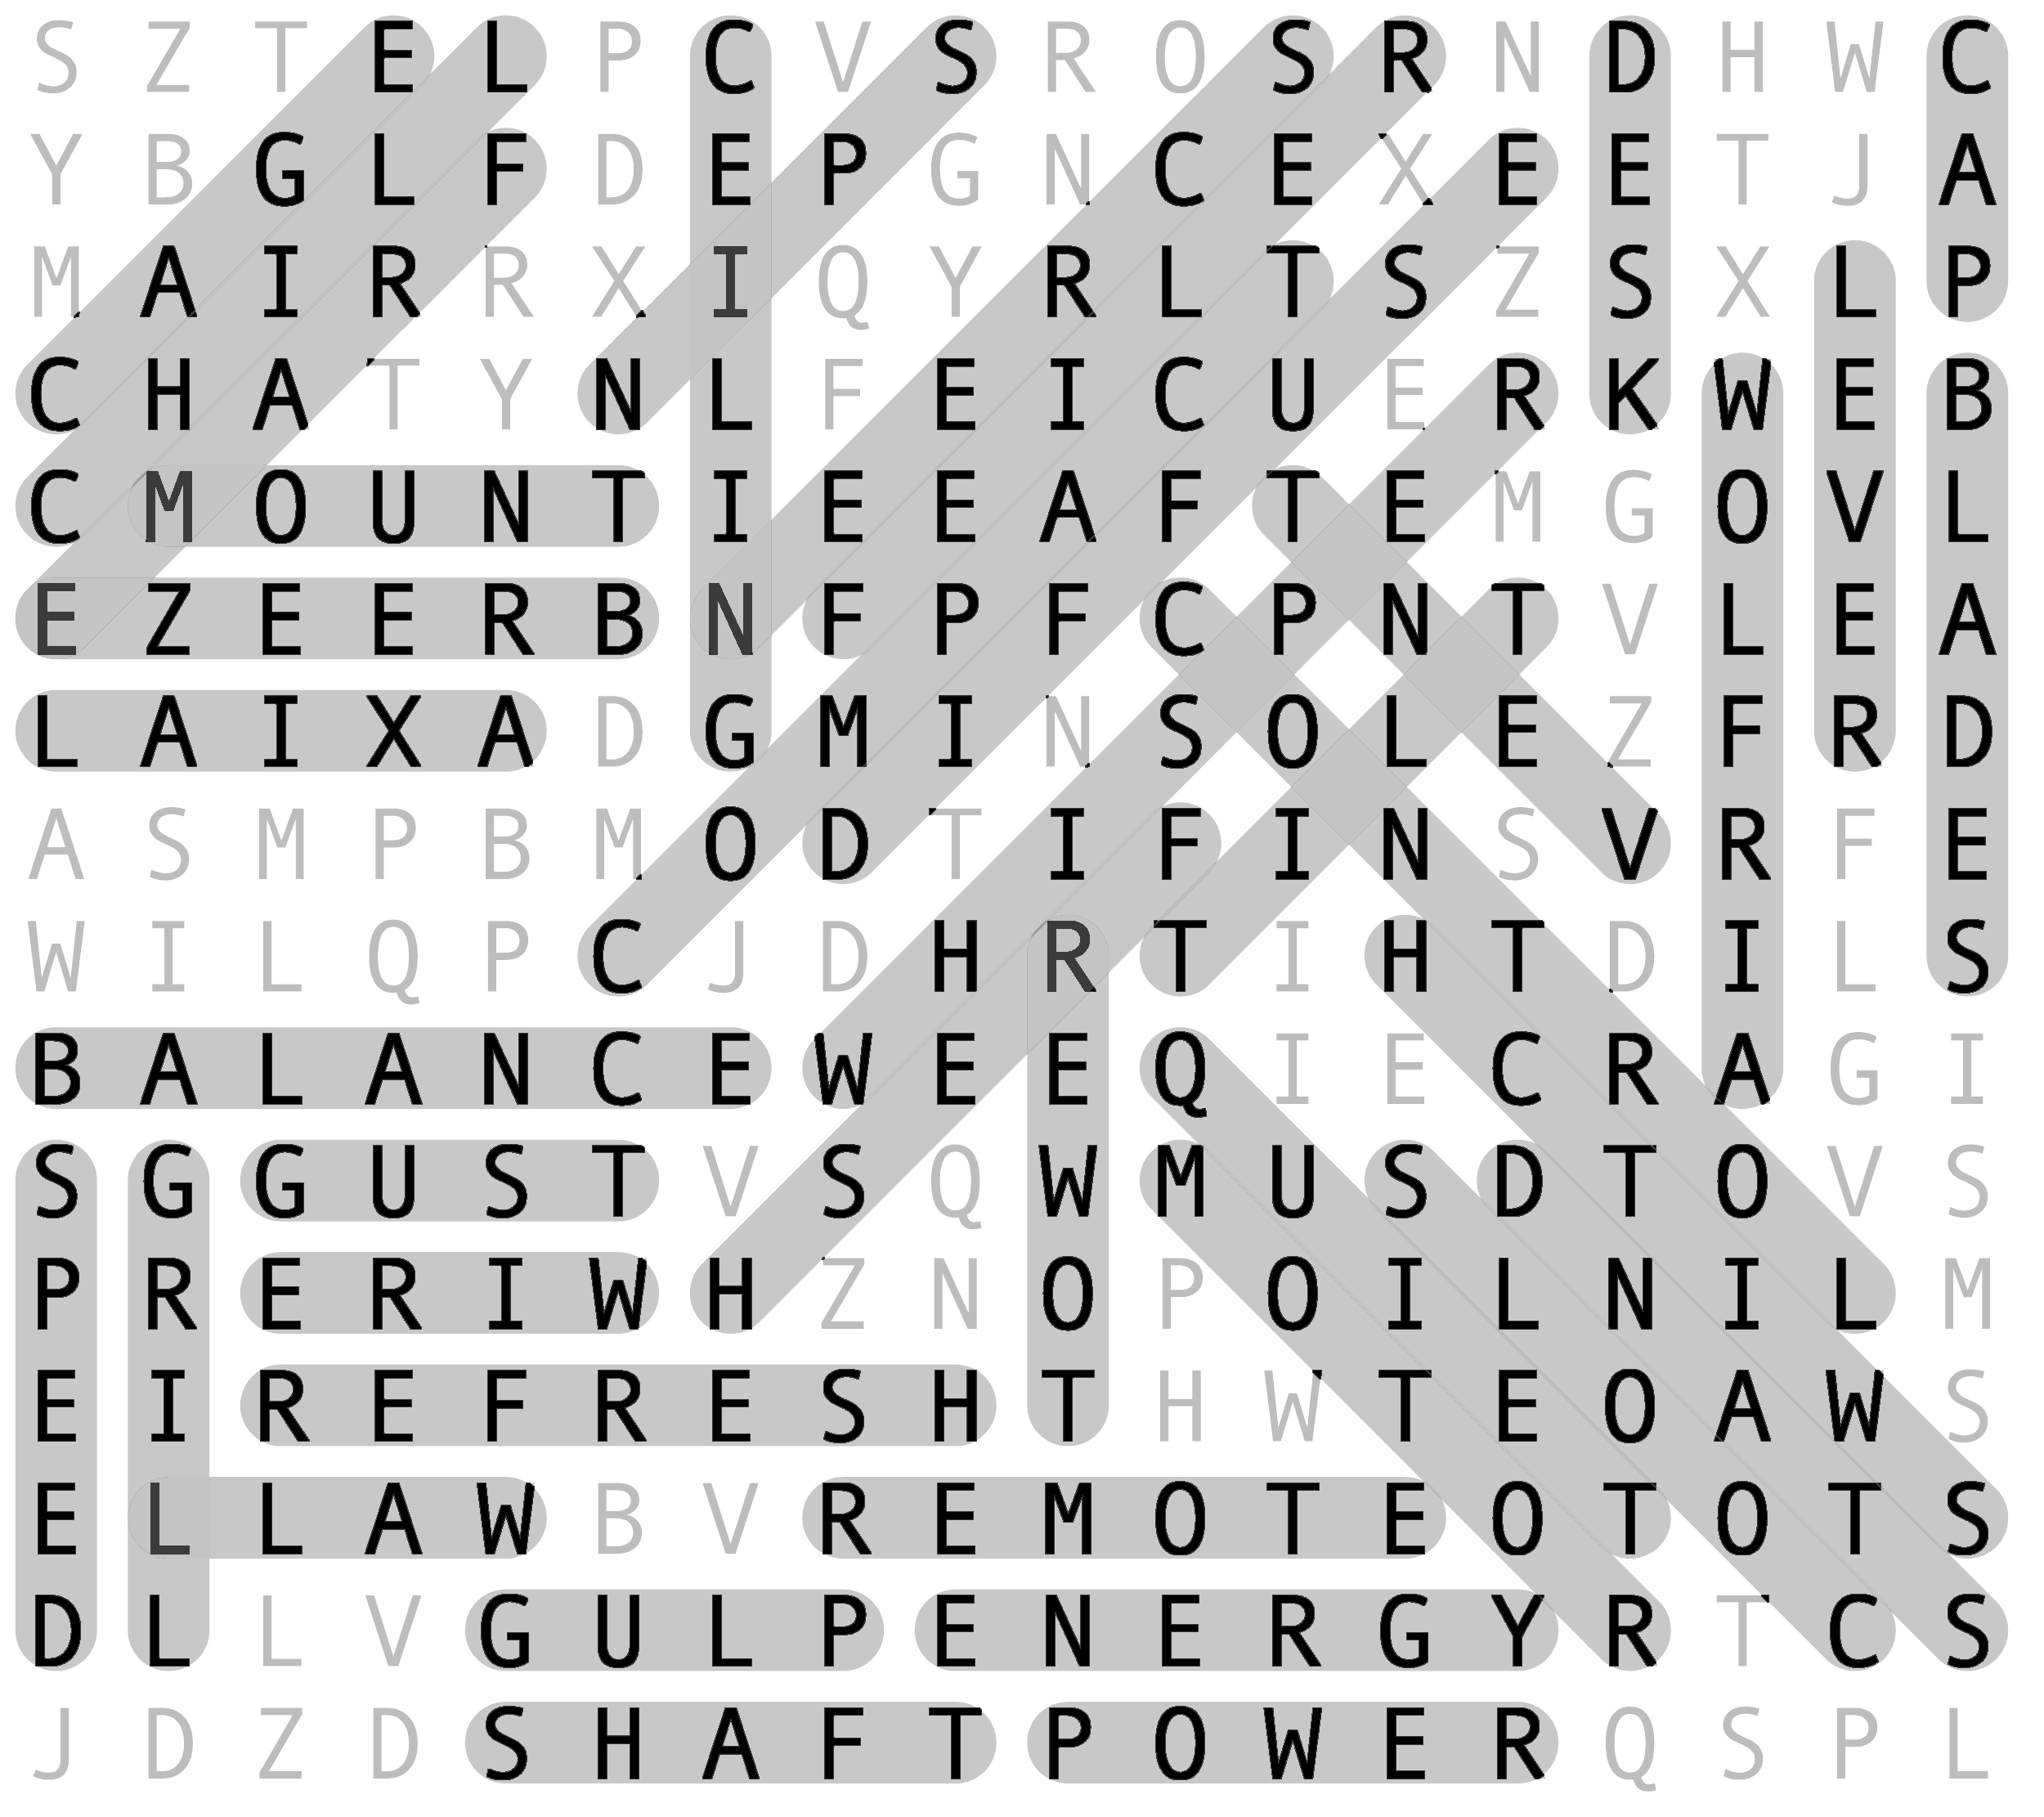 S Z T E L P C V S R O S R N D H W C
Y B G L F D E P G N C E X E E T J A
M A I R R X I Q Y R L T S Z S X L P
C H A T Y N L F E I C U E R K W E B
C M O U N T I E E A F T E M G O V L
E Z E E R B N F P F C P N T V L E A
L A I X A D G M I N S O L E Z F R D
A S M P B M O D T I F I N S V R F E
W I L Q P C J D H R T I H T D I L S
B A L A N C E W E E Q I E C R A G I
S G G U S T V S Q W M U S D T O V S
P R E R I W H Z N O P O I L N I L M
E I R E F R E S H T H W T E O A W S
E L L A W B V R E M O T E O T O T S
D L L V G U L P E N E R G Y R T C S
J D Z D S H A F T P O W E R Q S P L